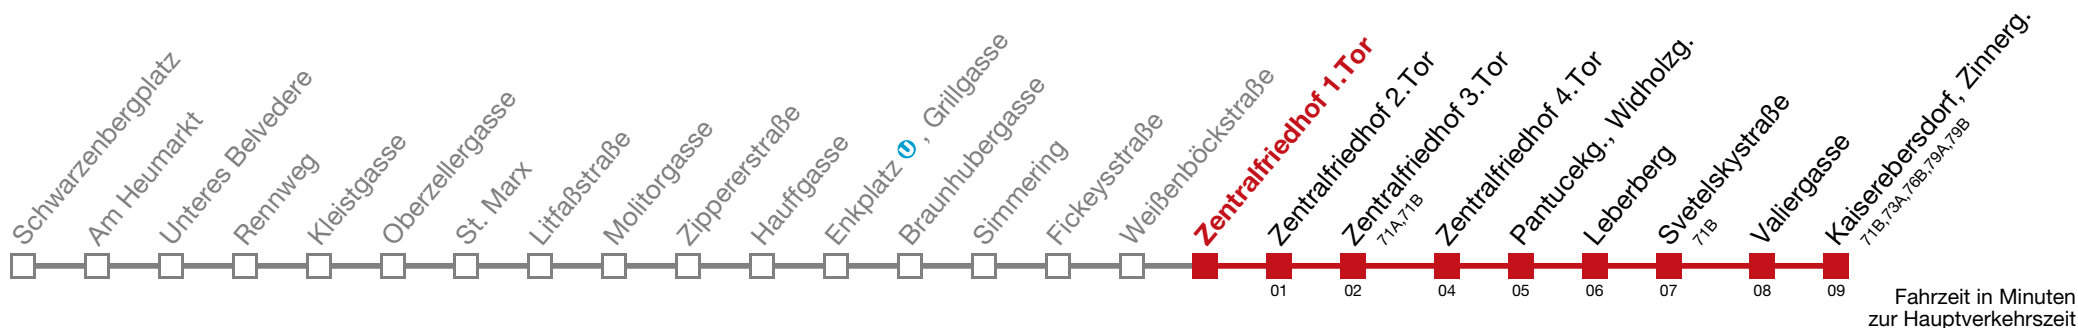 Schwarzenbergplatz
Am Heumarkt
Unteres Belvedere
Rennweg
Kleistgasse
Oberzellergasse
St. Marx
Litfaßstraße
Molitorgasse
Zippererstraße
Hauffgasse
Enkplatz U , Grillgasse
Braunhubergasse
Simmering
Fickeysstraße
Weißenböckstraße
Zentralfriedhof 1.Tor
Zentralfriedhof 2.Tor
Zentralfriedhof 3.Tor
71A,71B
Zentralfriedhof 4.Tor
Pantucekg., Widholzg.
Leberberg
Svetelskystraße
71B
Valiergasse
Kaiserebersdorf, Zinnerg.
71B,73A,76B,79A,79B
01 02 04 05 06 07 08 09
Fahrzeit in Minuten
zur Hauptverkehrszeit